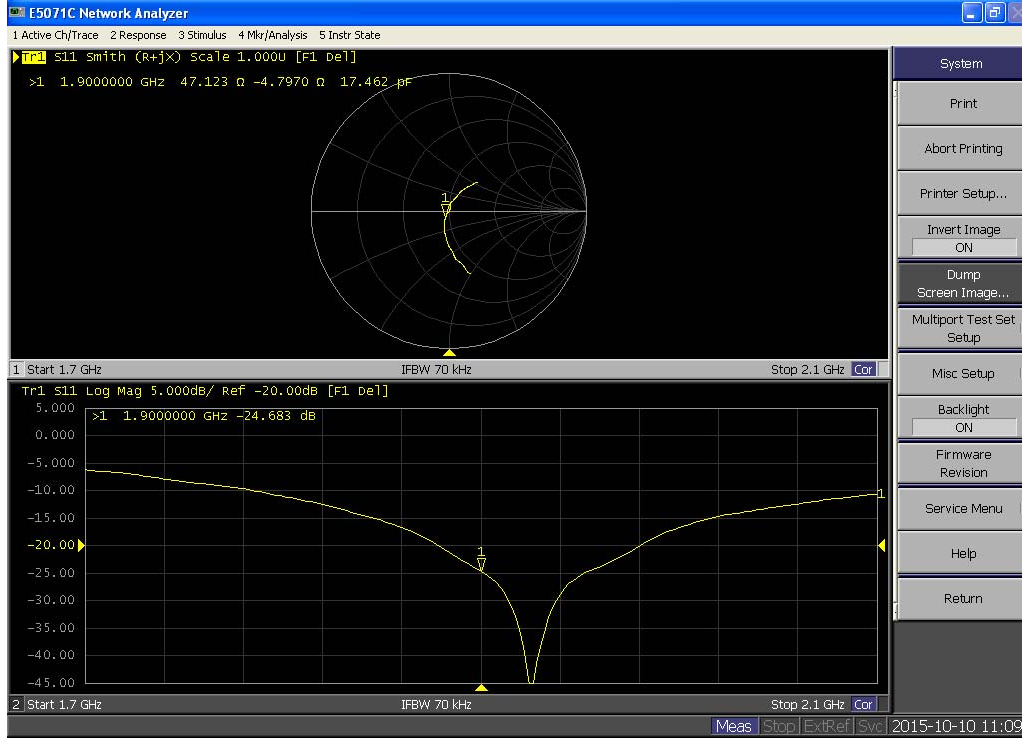 E5071C Network Analyzer
1 Active Ch/Trace 2 Response 3 Stimulus 4 Mkr/Analysis 5 Instr State
Tr1 S11 Smith (R+jX) Scale 1.000U [F1 Del]
>1 1.9000000 GHz 47.123 Ω -4.7970 Ω 17.462 pF
1
1 Start 1.7 GHz IFBW 70 kHz Stop 2.1 GHz Cor
Tr1 S11 Log Mag 5.000dB/ Ref -20.00dB [F1 Del]
5.000
>1 1.9000000 GHz -24.683 dB
0.000
-5.000
-10.00
1
-15.00
-20.00
1
-25.00
-30.00
-35.00
-40.00
-45.00
2 Start 1.7 GHz IFBW 70 kHz Stop 2.1 GHz Cor
System
Print
Abort Printing
Printer Setup...
Invert Image
ON
Dump
Screen Image...
Multiport Test Set
Setup
Misc Setup
Backlight
ON
Firmware
Revision
Service Menu
Help
Return
Meas Stop ExtRef Svc 2015-10-10 11:09